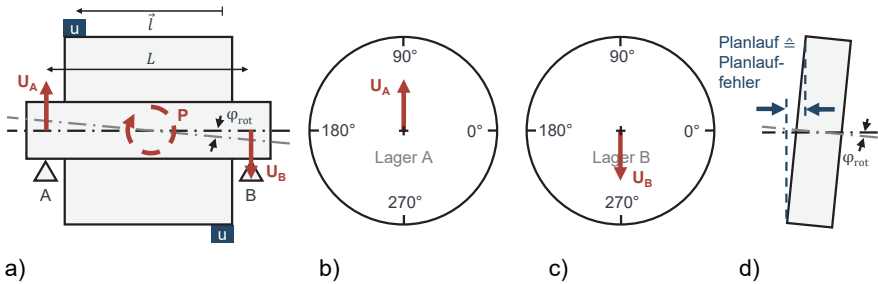 u
l⃗
L
U_A
P
φ_rot
A
B
U_B
u
a)
90°
U_A
180°
0°
Lager A
270°
b)
90°
180°
0°
Lager B
U_B
270°
c)
Planlauf ≙
Planlauf-
fehler
φ_rot
d)